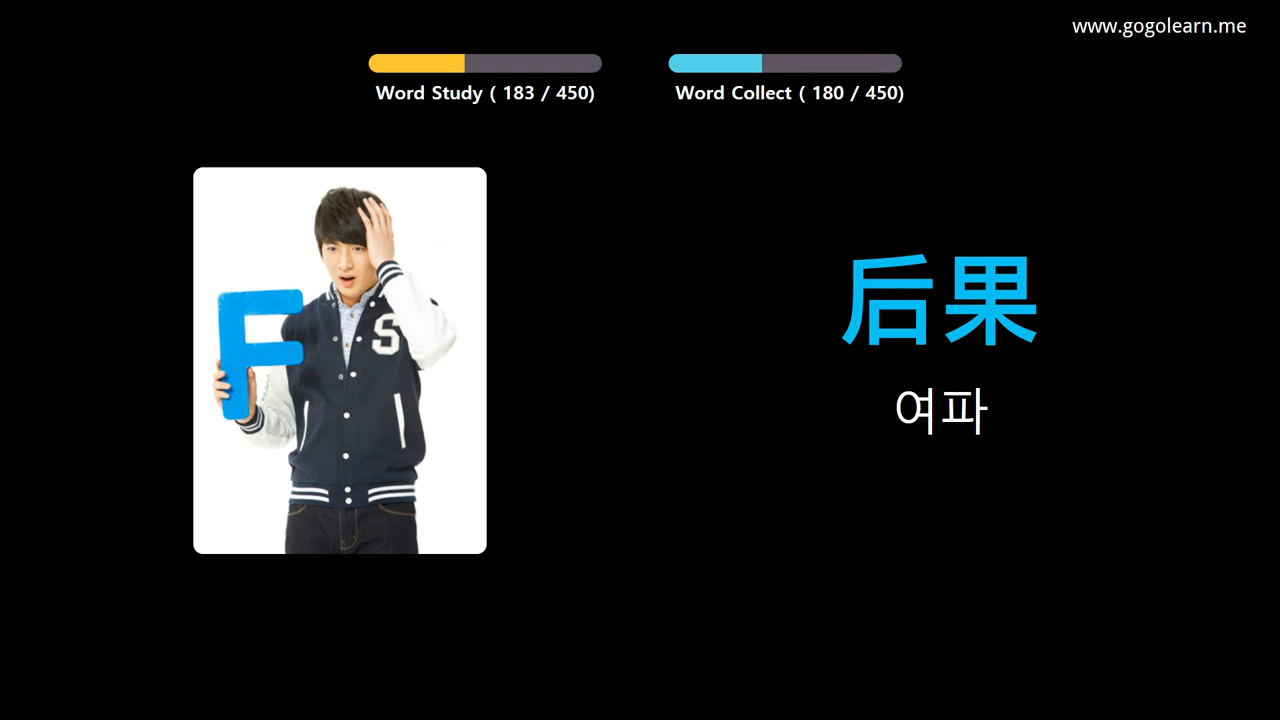 www.gogolearn.me
Word Study ( 183 / 450)
Word Collect ( 180 / 450)
F
S
后果
여파